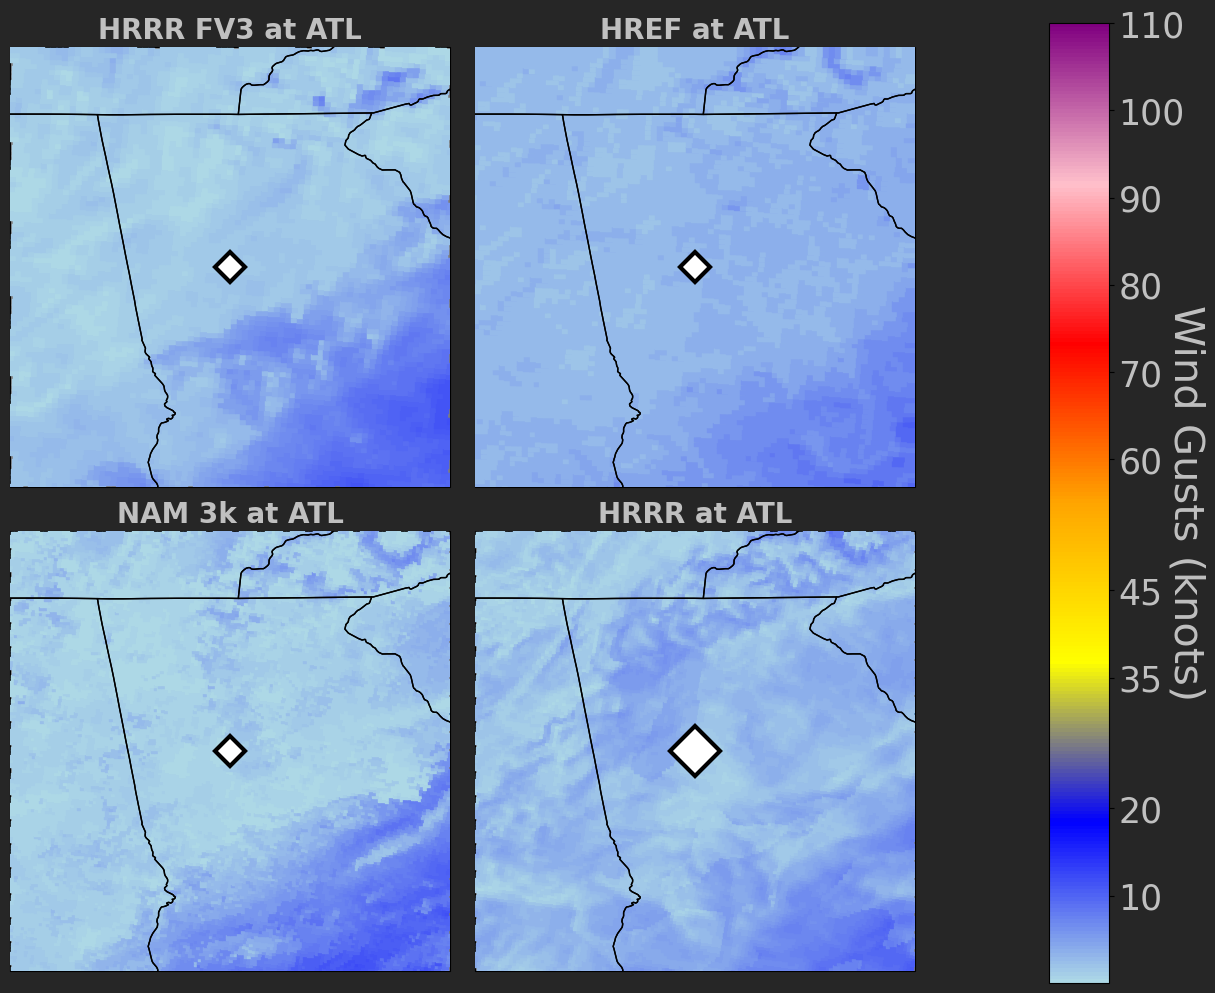 HRRR FV3 at ATL
HREF at ATL
NAM 3k at ATL
HRRR at ATL
110
100
90
80
70
60
45
35
20
10
Wind Gusts (knots)